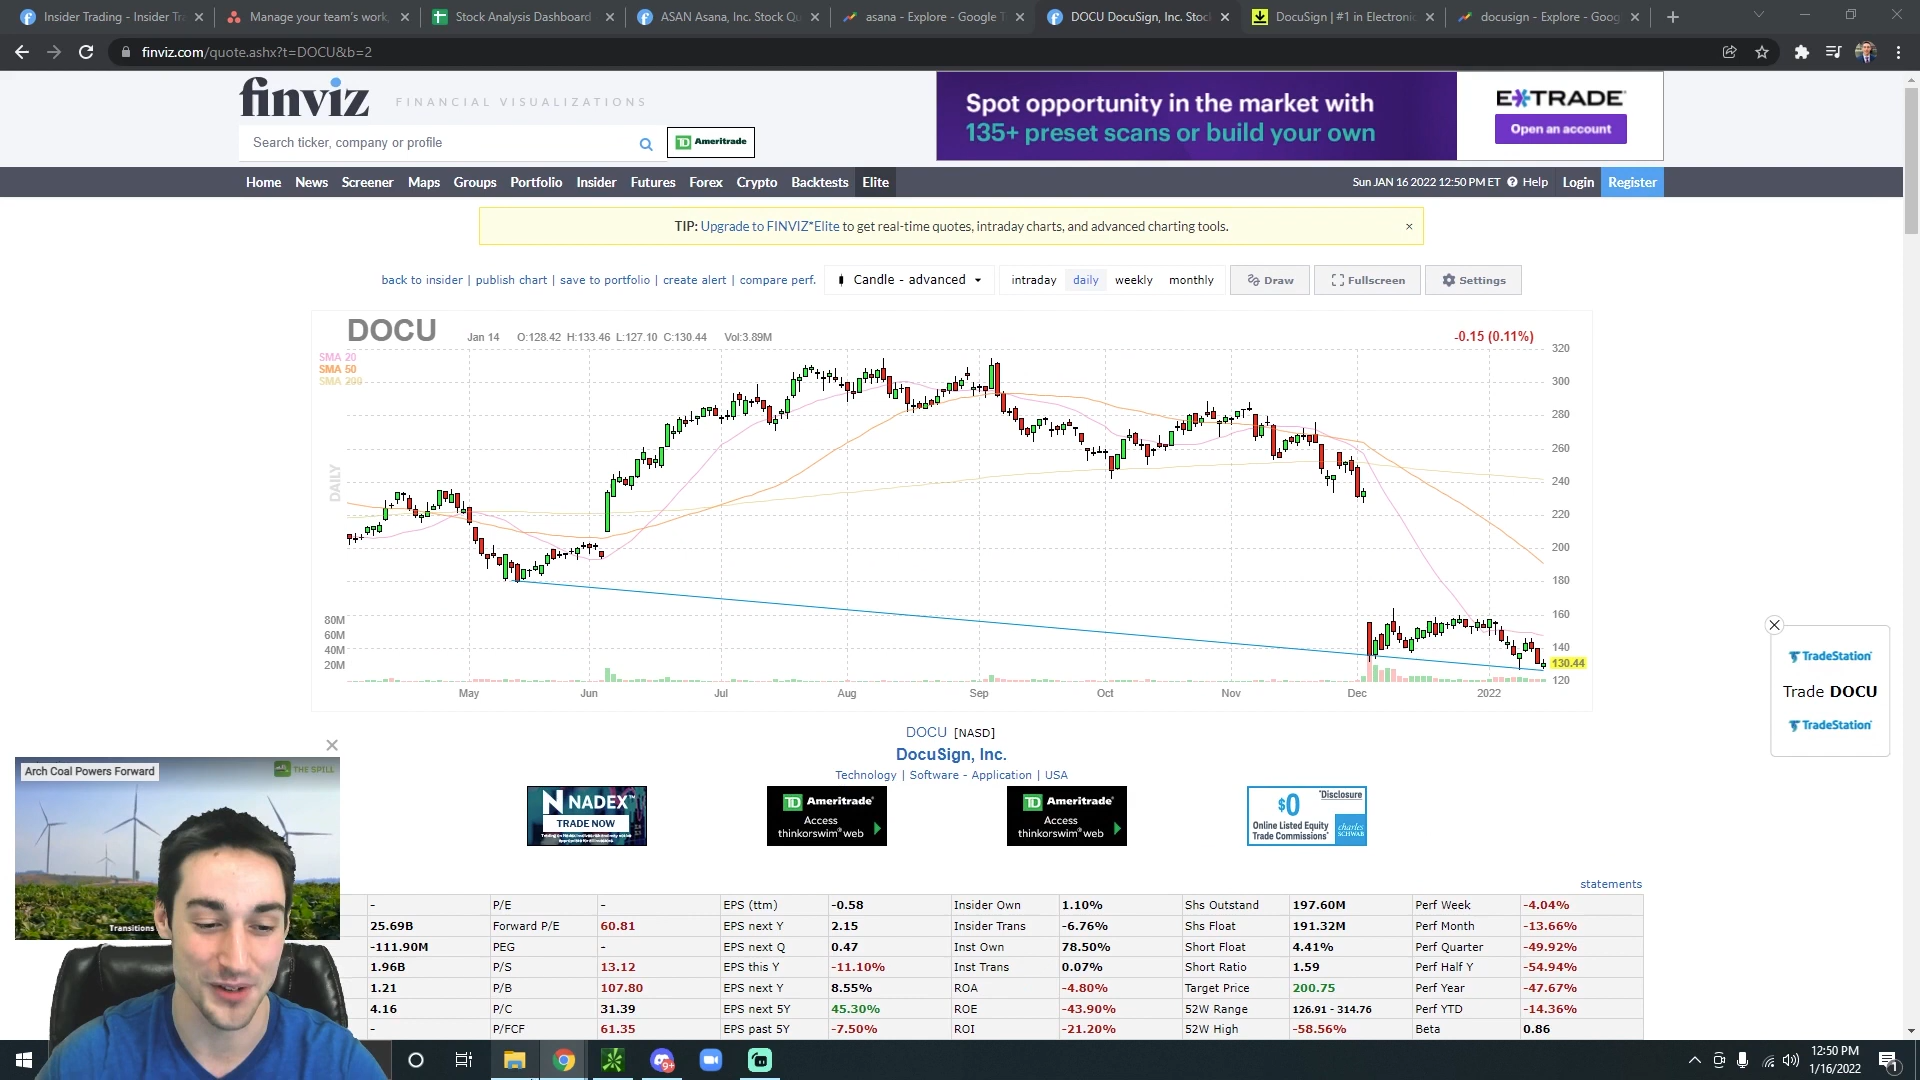 Insider Trading - Insider Tr
Manage your team's work,
Stock Analysis Dashboard
ASAN Asana, Inc. Stock Qu
asana - Explore - Google T
DOCU DocuSign, Inc. Stoc
DocuSign | #1 in Electroni
docusign - Explore - Goog
finviz.com/quote.ashx?t=DOCU&b=2
finviz FINANCIAL VISUALIZATIONS
Spot opportunity in the market with
135+ preset scans or build your own
E*TRADE
Open an account
Search ticker, company or profile
TD Ameritrade
Home News Screener Maps Groups Portfolio Insider Futures Forex Crypto Backtests Elite
Sun JAN 16 2022 12:50 PM ET Help Login Register
TIP: Upgrade to FINVIZ*Elite to get real-time quotes, intraday charts, and advanced charting tools. ×
back to insider | publish chart | save to portfolio | create alert | compare perf.
Candle - advanced intraday daily weekly monthly Draw Fullscreen Settings
DOCU Jan 14 O:128.42 H:133.46 L:127.10 C:130.44 Vol:3.89M -0.15 (0.11%)
SMA 20
SMA 50
SMA 200
DAILY
320
300
280
260
240
220
200
180
160
140
130.44
120
80M
60M
40M
20M
May Jun Jul Aug Sep Oct Nov Dec 2022
TradeStation
Trade DOCU
TradeStation
DOCU [NASD]
DocuSign, Inc.
Technology | Software - Application | USA
NADEX
TRADE NOW
TD Ameritrade
Access
thinkorswim® web
TD Ameritrade
Access
thinkorswim® web
$0 *Disclosure
Online Listed Equity
Trade Commissions*
charles
SCHWAB
Arch Coal Powers Forward
THE SPILL
Transitions
statements
- P/E - EPS (ttm) -0.58 Insider Own 1.10% Shs Outstand 197.60M Perf Week -4.04%
25.69B Forward P/E 60.81 EPS next Y 2.15 Insider Trans -6.76% Shs Float 191.32M Perf Month -13.66%
-111.90M PEG - EPS next Q 0.47 Inst Own 78.50% Short Float 4.41% Perf Quarter -49.92%
1.96B P/S 13.12 EPS this Y -11.10% Inst Trans 0.07% Short Ratio 1.59 Perf Half Y -54.94%
1.21 P/B 107.80 EPS next Y 8.55% ROA -4.80% Target Price 200.75 Perf Year -47.67%
4.16 P/C 31.39 EPS next 5Y 45.30% ROE -43.90% 52W Range 126.91 - 314.76 Perf YTD -14.36%
- P/FCF 61.35 EPS past 5Y -7.50% ROI -21.20% 52W High -58.56% Beta 0.86
12:50 PM
1/16/2022